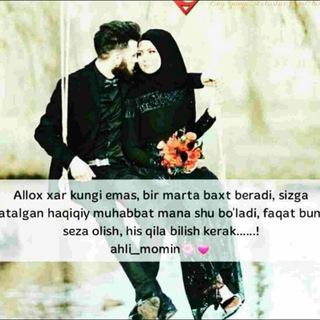 Allox xar kungi emas, bir marta baxt beradi, sizga
atalgan haqiqiy muhabbat mana shu bo'ladi, faqat bun
seza olish, his qila bilish kerak......!
ahli_momin🌸💗